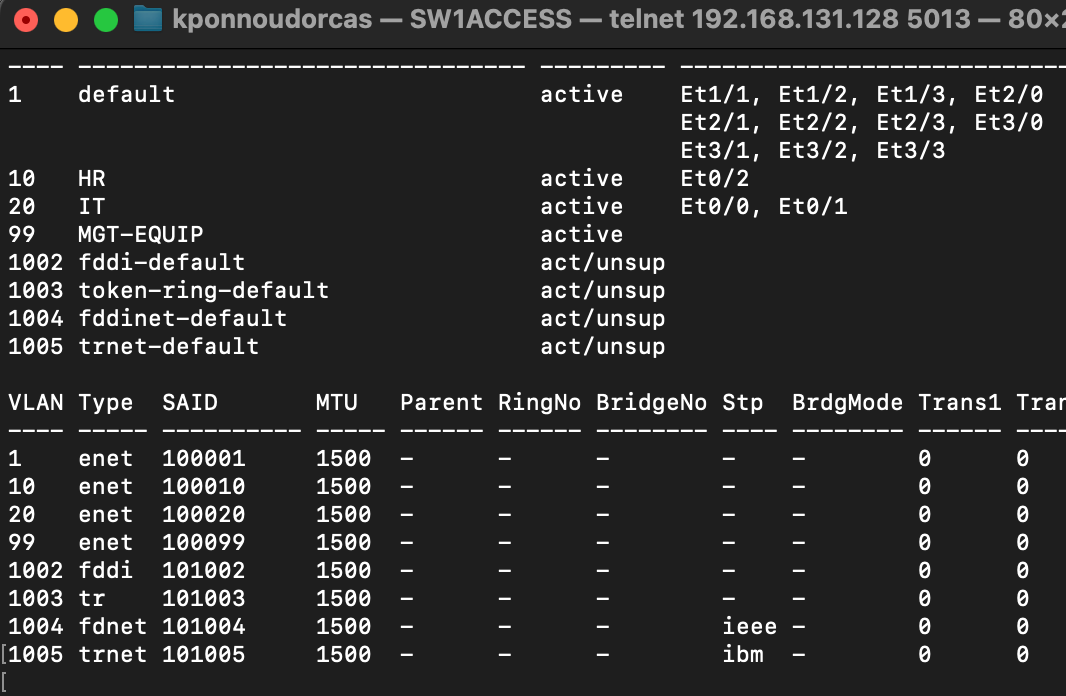 kponnoudorcas — SW1ACCESS — telnet 192.168.131.128 5013 — 80×
---- -------------------------------- --------- ----------------------------
1    default                          active    Et1/1, Et1/2, Et1/3, Et2/0
                                                Et2/1, Et2/2, Et2/3, Et3/0
                                                Et3/1, Et3/2, Et3/3
10   HR                               active    Et0/2
20   IT                               active    Et0/0, Et0/1
99   MGT-EQUIP                        active
1002 fddi-default                     act/unsup
1003 token-ring-default               act/unsup
1004 fddinet-default                  act/unsup
1005 trnet-default                    act/unsup

VLAN Type  SAID       MTU   Parent RingNo BridgeNo Stp  BrdgMode Trans1 Tran
---- ----- ---------- ----- ------ ------ -------- ---- -------- ------ ----
1    enet  100001     1500  -      -      -        -    -        0      0
10   enet  100010     1500  -      -      -        -    -        0      0
20   enet  100020     1500  -      -      -        -    -        0      0
99   enet  100099     1500  -      -      -        -    -        0      0
1002 fddi  101002     1500  -      -      -        -    -        0      0
1003 tr    101003     1500  -      -      -        -    -        0      0
1004 fdnet 101004     1500  -      -      -        ieee -        0      0
1005 trnet 101005     1500  -      -      -        ibm  -        0      0